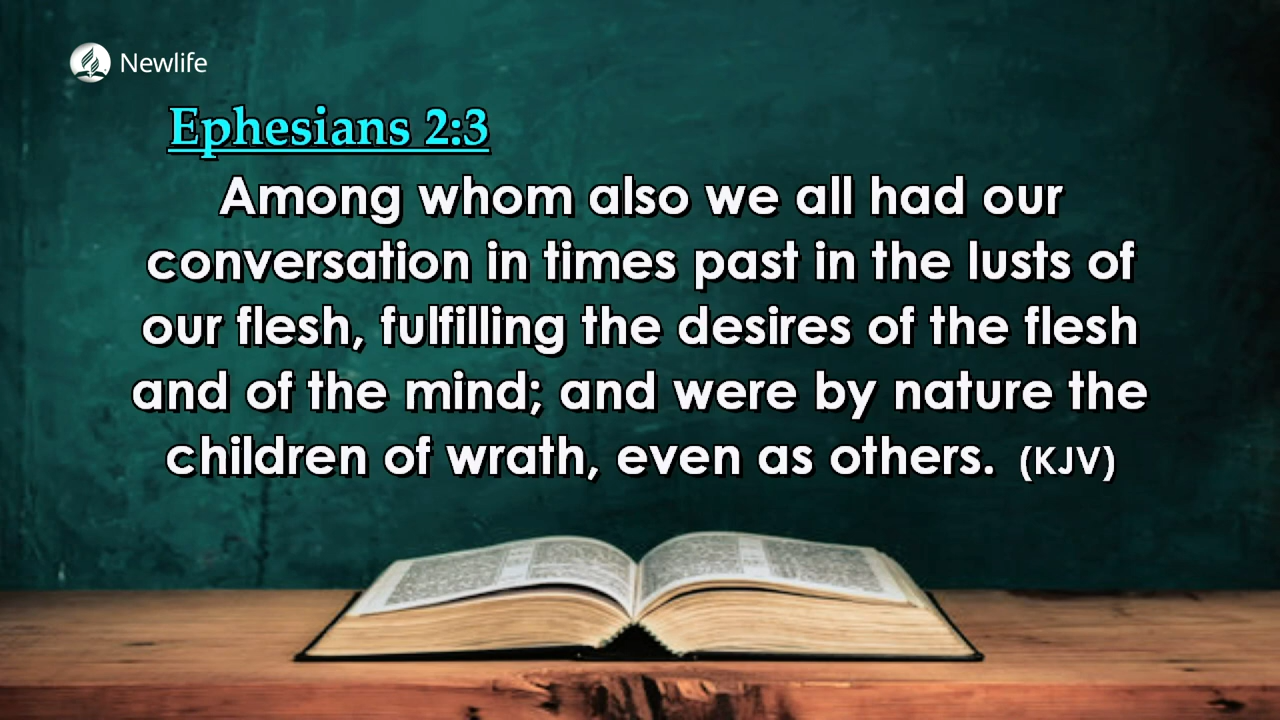 Newlife
Ephesians 2:3
Among whom also we all had our
conversation in times past in the lusts of
our flesh, fulfilling the desires of the flesh
and of the mind; and were by nature the
children of wrath, even as others. (KJV)